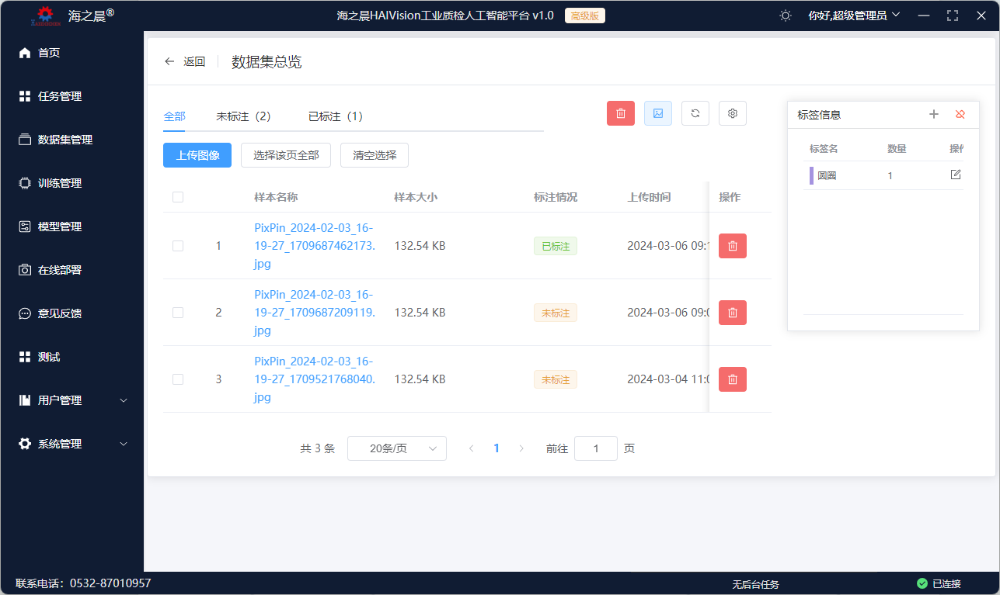 海之晨®
海之晨HAIVision工业质检人工智能平台 v1.0 高级版
你好,超级管理员
首页
任务管理
数据集管理
训练管理
模型管理
在线部署
意见反馈
测试
用户管理
系统管理
返回 数据集总览
全部 未标注（2） 已标注（1）
上传图像 选择该页全部 清空选择
样本名称 样本大小 标注情况 上传时间 操作
1 PixPin_2024-02-03_16-
19-27_1709687462173. 132.54 KB 已标注 2024-03-06 09:1
jpg
2 PixPin_2024-02-03_16-
19-27_1709687209119. 132.54 KB 未标注 2024-03-06 09:0
jpg
3 PixPin_2024-02-03_16-
19-27_1709521768040. 132.54 KB 未标注 2024-03-04 11:0
jpg
共 3 条 20条/页 1 前往 1 页
标签信息
标签名 数量 操作
圆圈 1
联系电话：0532-87010957
无后台任务
已连接